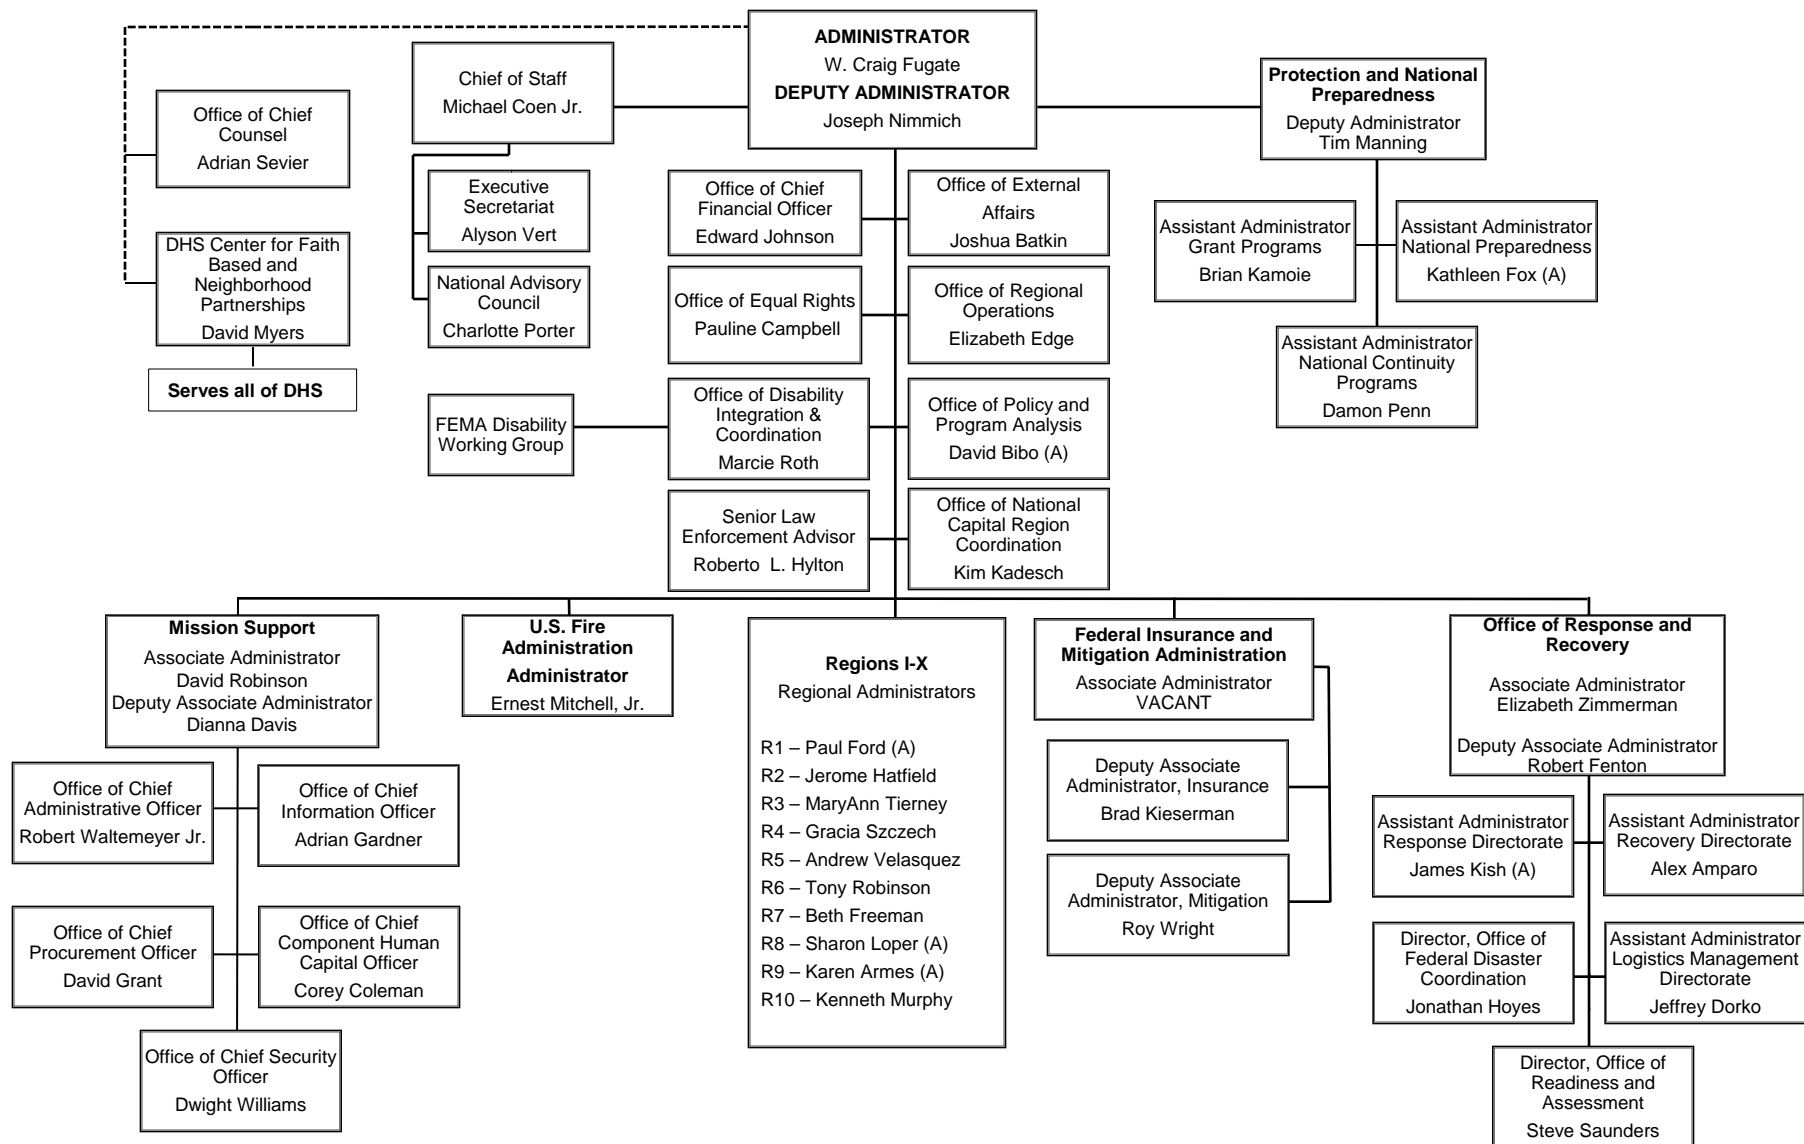 ADMINISTRATOR
W. Craig Fugate
DEPUTY ADMINISTRATOR
Joseph Nimmich
Chief of Staff
Michael Coen Jr.
Protection and National
Preparedness
Deputy Administrator
Tim Manning
Office of Chief
Counsel
Adrian Sevier
DHS Center for Faith
Based and
Neighborhood
Partnerships
David Myers
Serves all of DHS
Executive
Secretariat
Alyson Vert
National Advisory
Council
Charlotte Porter
FEMA Disability
Working Group
Office of Chief
Financial Officer
Edward Johnson
Office of External
Affairs
Joshua Batkin
Office of Equal Rights
Pauline Campbell
Office of Regional
Operations
Elizabeth Edge
Office of Disability
Integration &
Coordination
Marcie Roth
Office of Policy and
Program Analysis
David Bibo (A)
Senior Law
Enforcement Advisor
Roberto L. Hylton
Office of National
Capital Region
Coordination
Kim Kadesch
Assistant Administrator
Grant Programs
Brian Kamoie
Assistant Administrator
National Preparedness
Kathleen Fox (A)
Assistant Administrator
National Continuity
Programs
Damon Penn
Mission Support
Associate Administrator
David Robinson
Deputy Associate Administrator
Dianna Davis
Office of Chief
Administrative Officer
Robert Waltemeyer Jr.
Office of Chief
Information Officer
Adrian Gardner
Office of Chief
Procurement Officer
David Grant
Office of Chief
Component Human
Capital Officer
Corey Coleman
Office of Chief Security
Officer
Dwight Williams
U.S. Fire
Administration
Administrator
Ernest Mitchell, Jr.
Regions I-X
Regional Administrators
R1 – Paul Ford (A)
R2 – Jerome Hatfield
R3 – MaryAnn Tierney
R4 – Gracia Szczech
R5 – Andrew Velasquez
R6 – Tony Robinson
R7 – Beth Freeman
R8 – Sharon Loper (A)
R9 – Karen Armes (A)
R10 – Kenneth Murphy
Federal Insurance and
Mitigation Administration
Associate Administrator
VACANT
Deputy Associate
Administrator, Insurance
Brad Kieserman
Deputy Associate
Administrator, Mitigation
Roy Wright
Office of Response and
Recovery
Associate Administrator
Elizabeth Zimmerman
Deputy Associate Administrator
Robert Fenton
Assistant Administrator
Response Directorate
James Kish (A)
Assistant Administrator
Recovery Directorate
Alex Amparo
Director, Office of
Federal Disaster
Coordination
Jonathan Hoyes
Assistant Administrator
Logistics Management
Directorate
Jeffrey Dorko
Director, Office of
Readiness and
Assessment
Steve Saunders